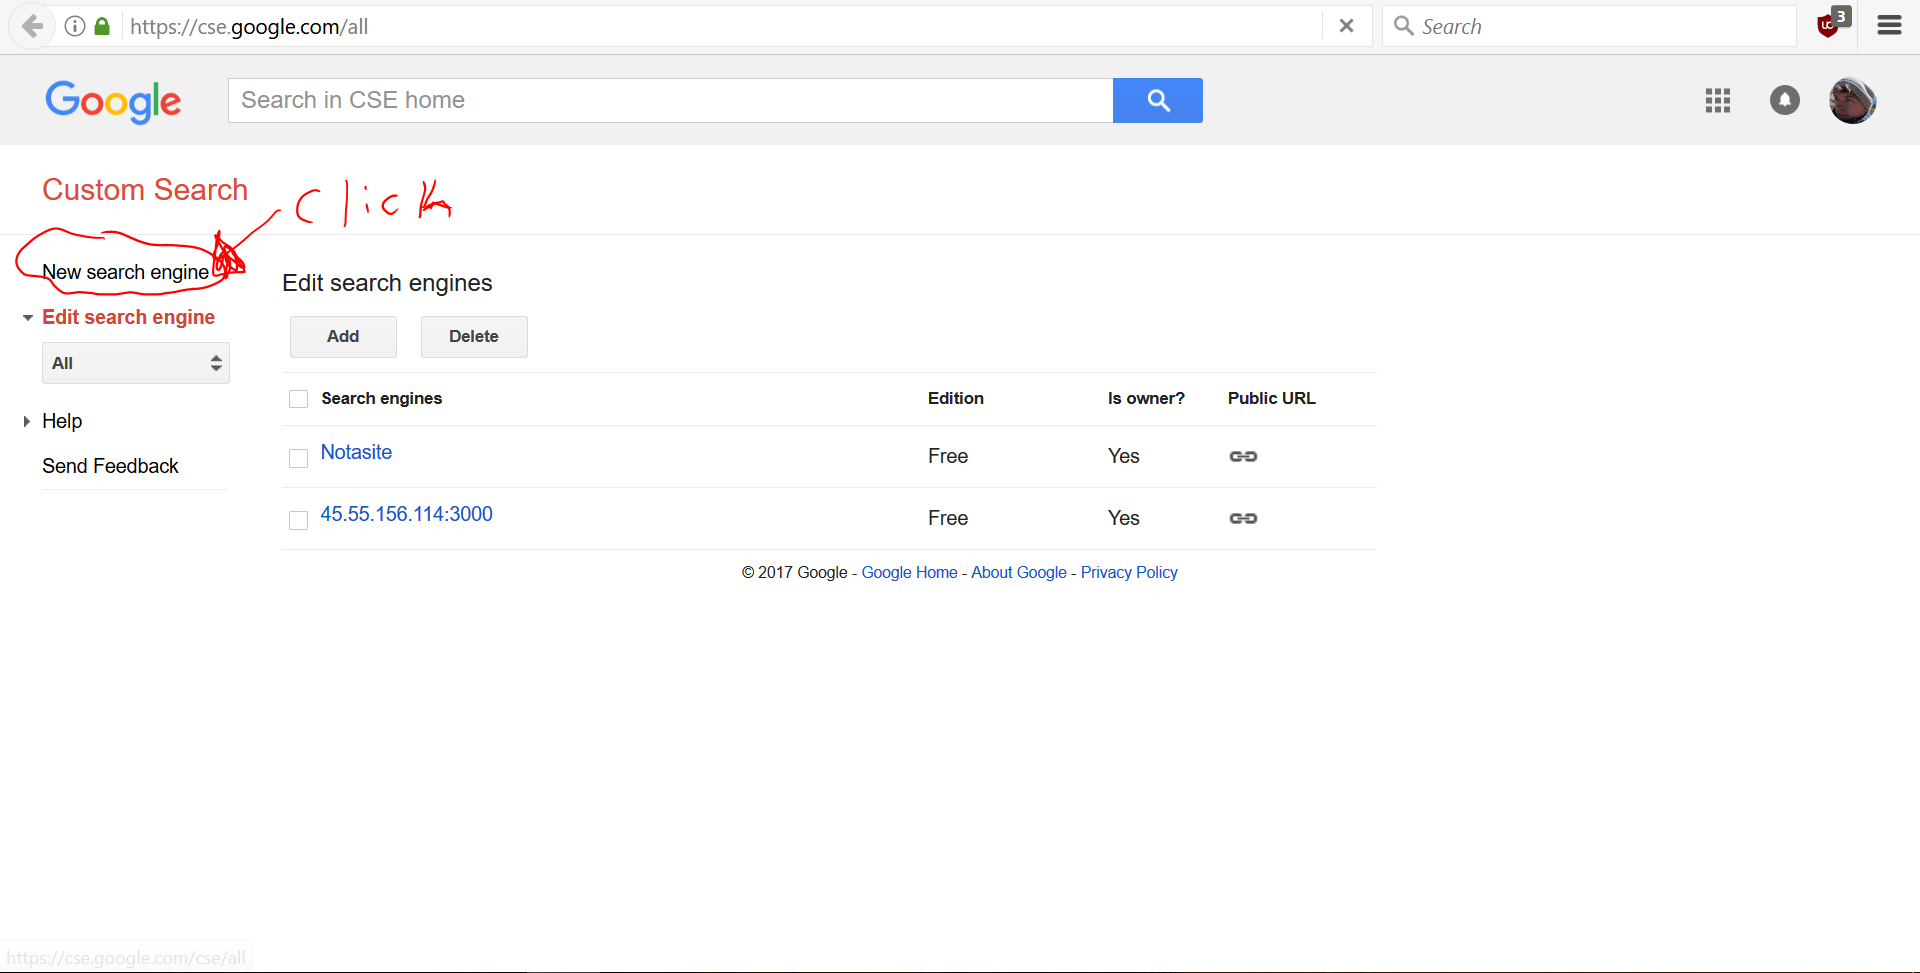 https://cse.google.com/all
Search
3
Google
Search in CSE home
Custom Search
Click
New search engine
Edit search engines
Edit search engine
Add
Delete
All
Search engines
Edition
Is owner?
Public URL
Help
Notasite
Free
Yes
Send Feedback
45.55.156.114:3000
Free
Yes
© 2017 Google - Google Home - About Google - Privacy Policy
https://cse.google.com/cse/all